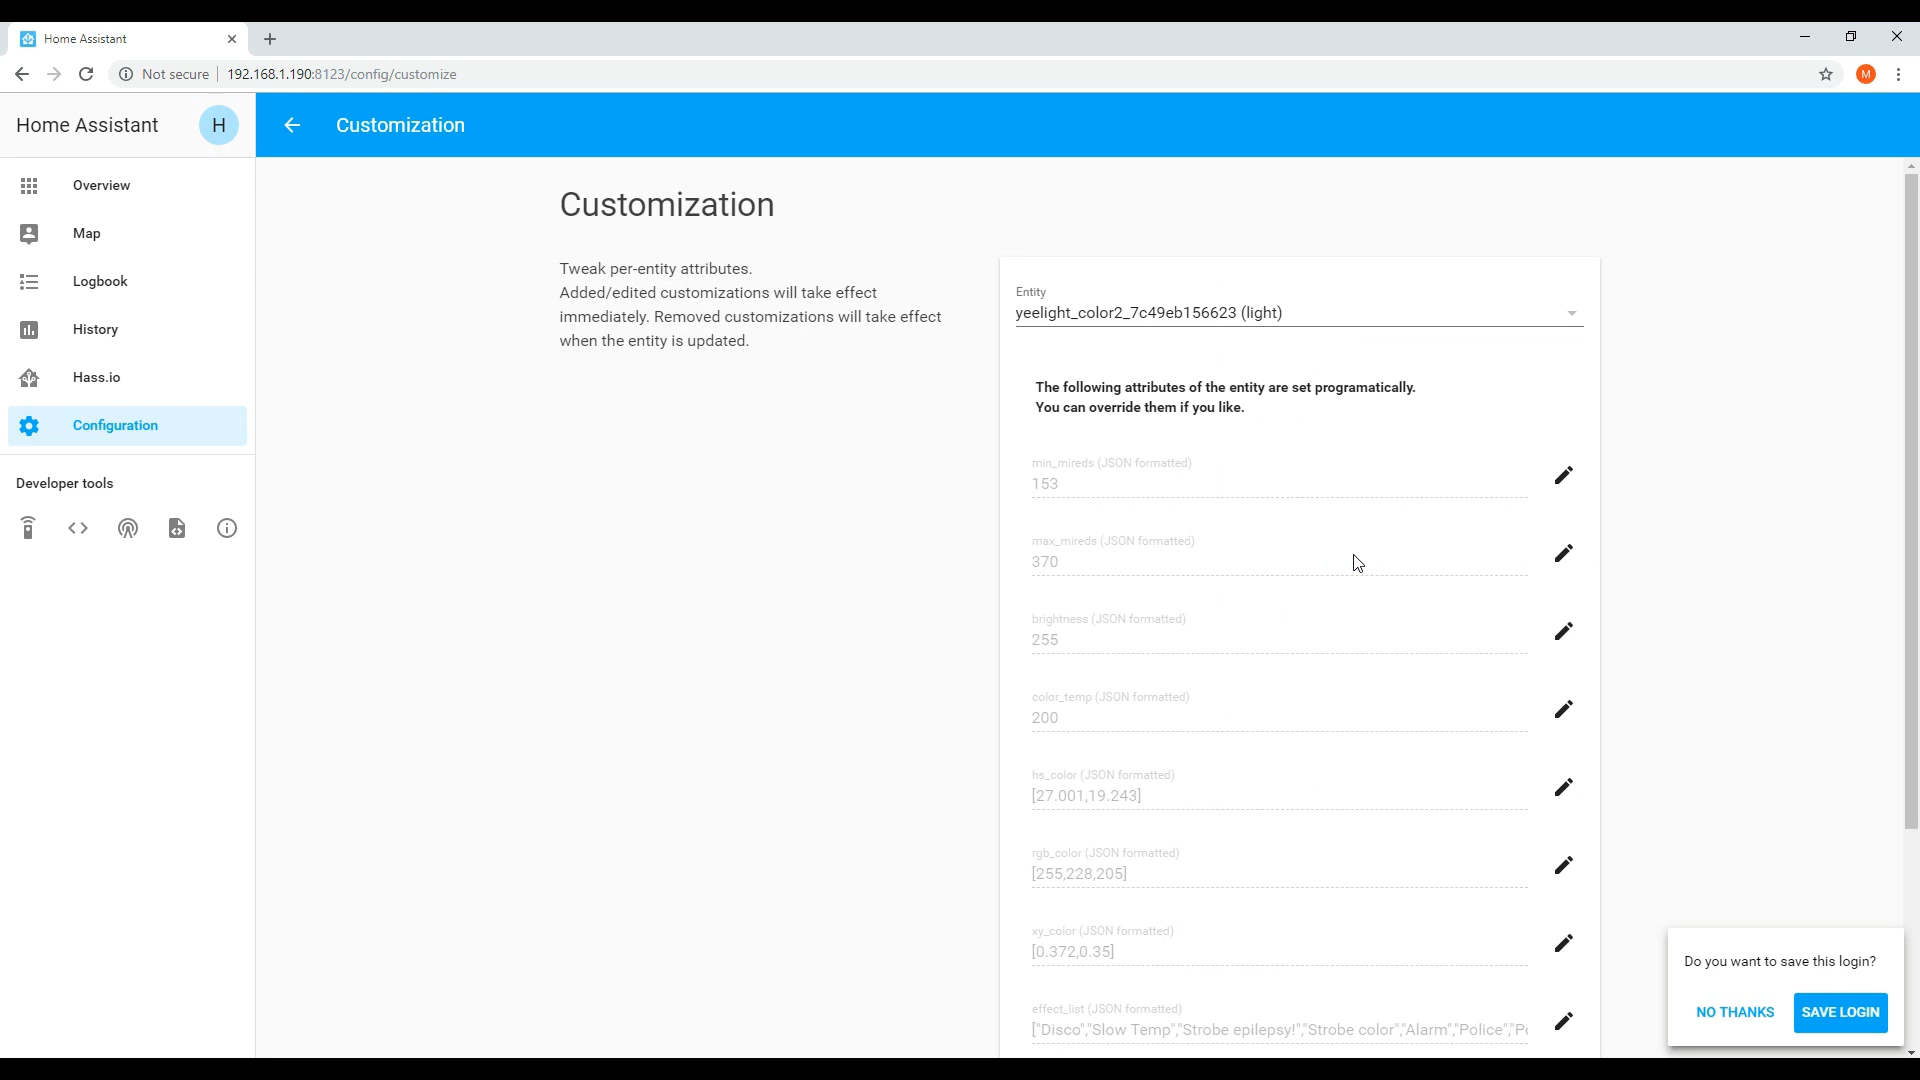 Home Assistant
Not secure
192.168.1.190:8123/config/customize
M
Home Assistant
H
Customization
Overview
Map
Logbook
History
Hass.io
Configuration
Developer tools
Customization
Tweak per-entity attributes.
Added/edited customizations will take effect
immediately. Removed customizations will take effect
when the entity is updated.
Entity
yeelight_color2_7c49eb156623 (light)
The following attributes of the entity are set programatically.
You can override them if you like.
min_mireds (JSON formatted)
153
max_mireds (JSON formatted)
370
brightness (JSON formatted)
255
color_temp (JSON formatted)
200
hs_color (JSON formatted)
[27.001,19.243]
rgb_color (JSON formatted)
[255,228,205]
xy_color (JSON formatted)
[0.372,0.35]
effect_list (JSON formatted)
["Disco","Slow Temp","Strobe epilepsy!","Strobe color","Alarm","Police",
Do you want to save this login?
NO THANKS
SAVE LOGIN